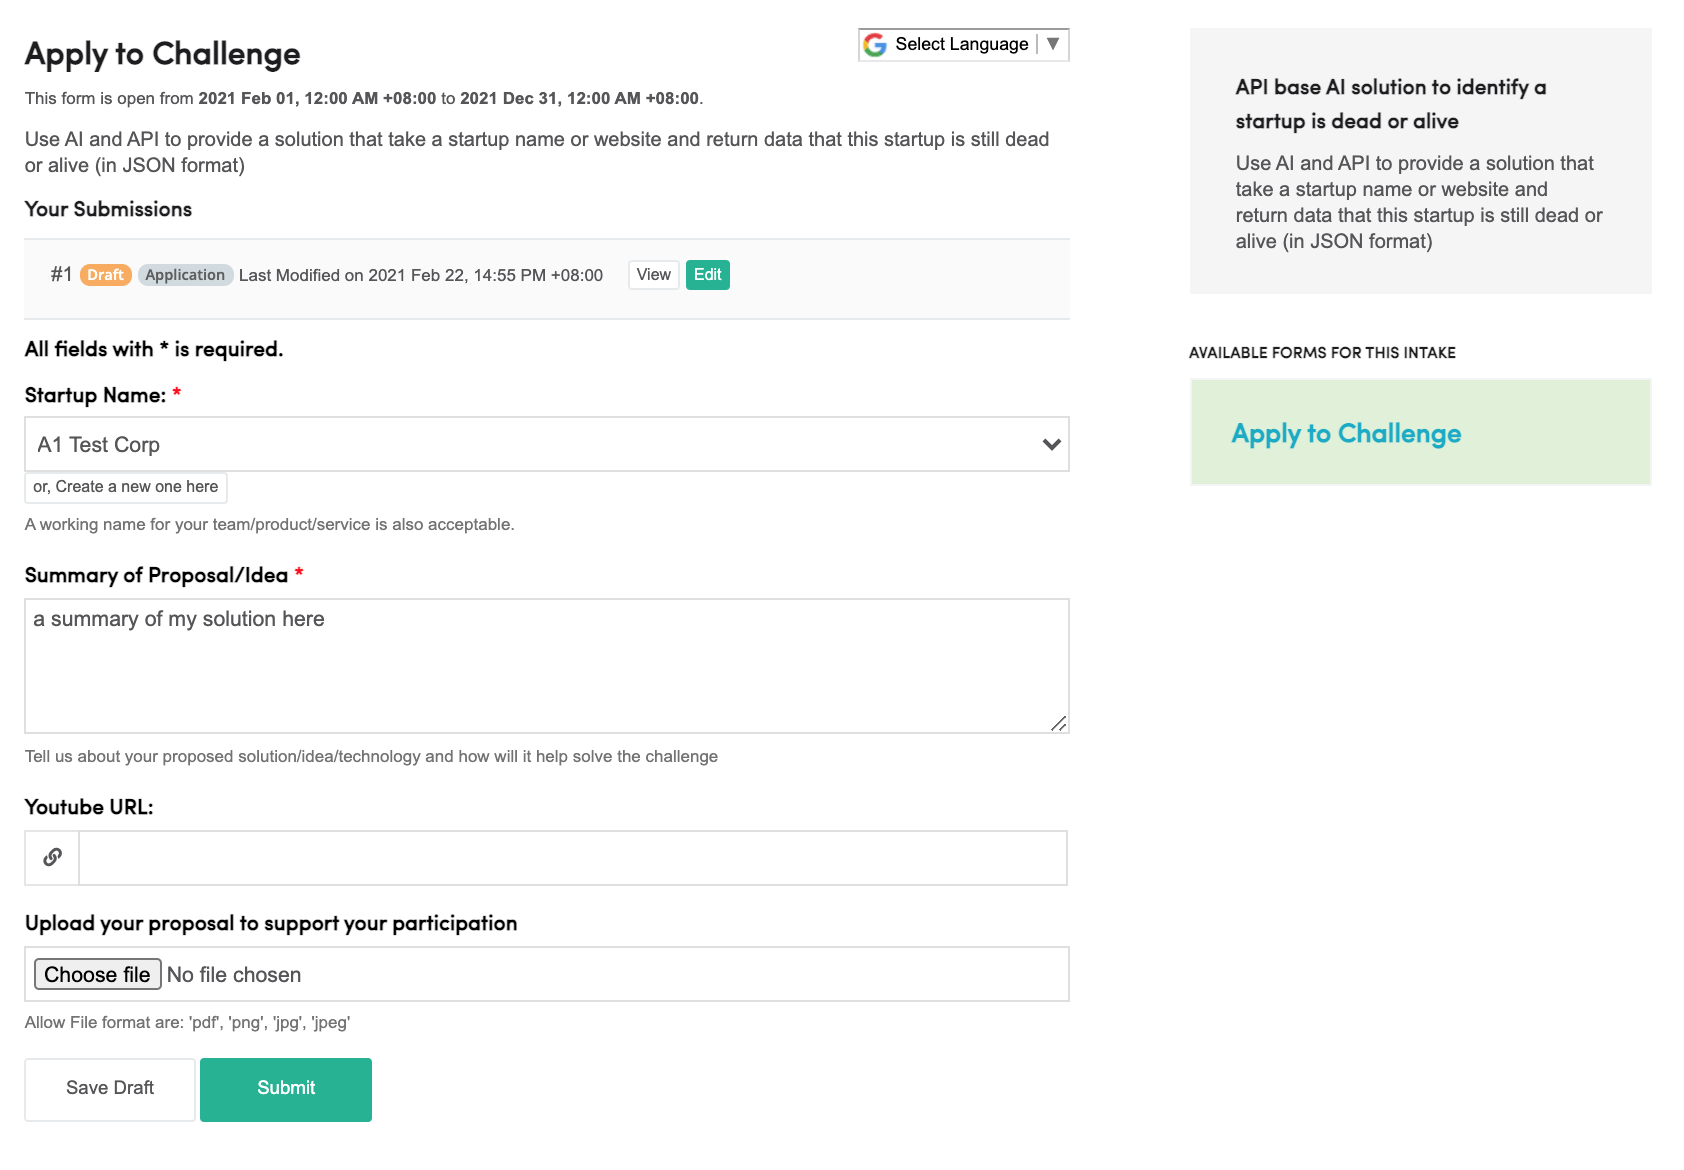 Apply to Challenge
Select Language ▼
This form is open from 2021 Feb 01, 12:00 AM +08:00 to 2021 Dec 31, 12:00 AM +08:00.
Use AI and API to provide a solution that take a startup name or website and return data that this startup is still dead
or alive (in JSON format)
Your Submissions
#1 Draft Application Last Modified on 2021 Feb 22, 14:55 PM +08:00 View Edit
All fields with * is required.
Startup Name: *
A1 Test Corp
or, Create a new one here
A working name for your team/product/service is also acceptable.
Summary of Proposal/Idea *
a summary of my solution here
Tell us about your proposed solution/idea/technology and how will it help solve the challenge
Youtube URL:
Upload your proposal to support your participation
Choose file No file chosen
Allow File format are: 'pdf', 'png', 'jpg', 'jpeg'
Save Draft Submit
API base AI solution to identify a
startup is dead or alive
Use AI and API to provide a solution that
take a startup name or website and
return data that this startup is still dead or
alive (in JSON format)
AVAILABLE FORMS FOR THIS INTAKE
Apply to Challenge